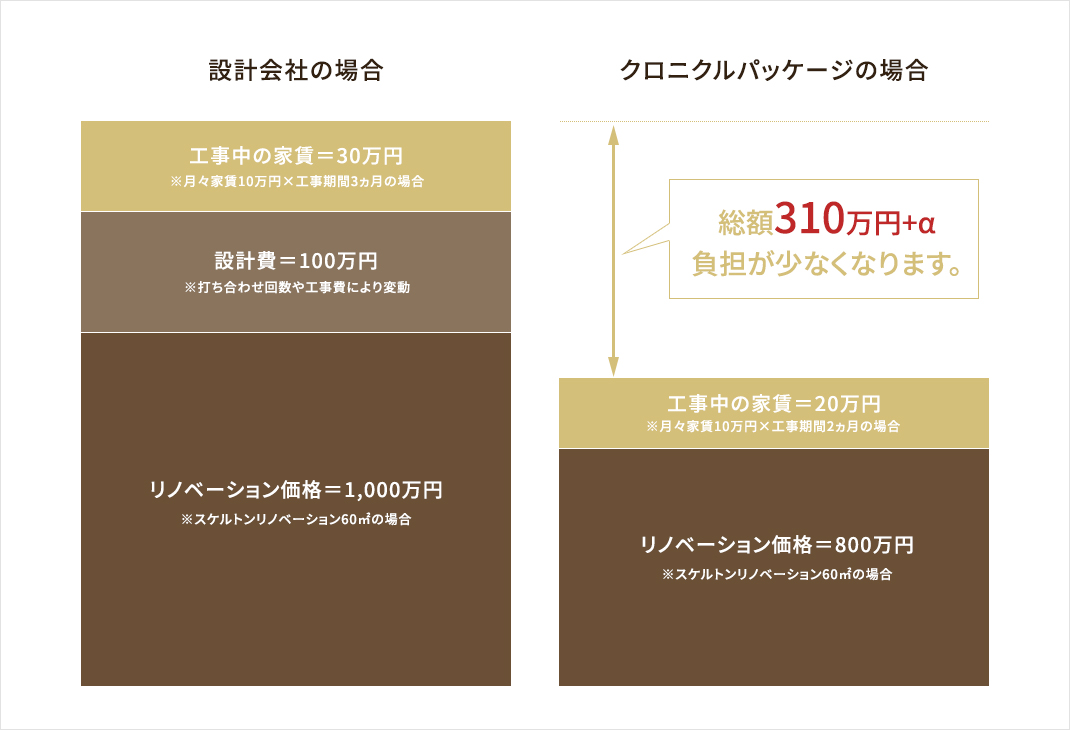 設計会社の場合
工事中の家賃＝30万円
※月々家賃10万円×工事期間3ヵ月の場合
設計費＝100万円
※打ち合わせ回数や工事費により変動
リノベーション価格＝1,000万円
※スケルトンリノベーション60㎡の場合
クロニクルパッケージの場合
総額310万円+α
負担が少なくなります。
工事中の家賃＝20万円
※月々家賃10万円×工事期間2ヵ月の場合
リノベーション価格＝800万円
※スケルトンリノベーション60㎡の場合